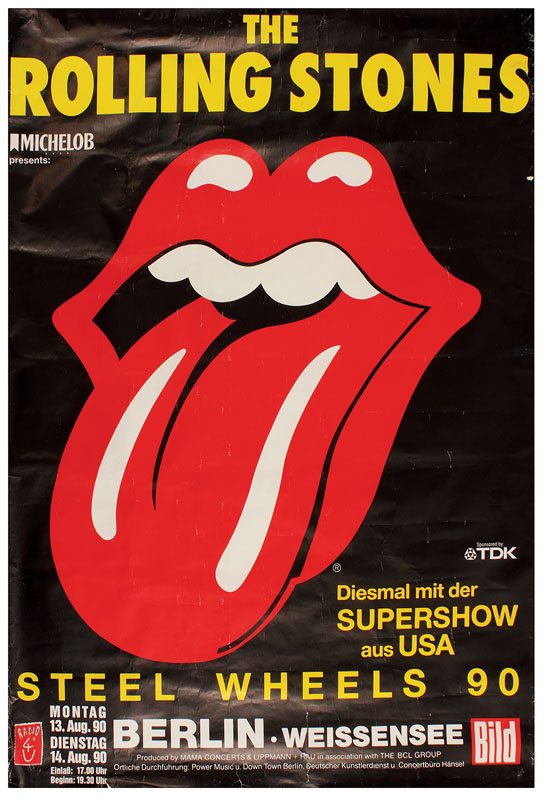 THE
ROLLING STONES
MICHELOB
presents:
Sponsored by
TDK
®
Diesmal mit der
SUPERSHOW
aus USA
STEEL WHEELS 90
RADIO
4U
MONTAG
13. Aug. 90
DIENSTAG
14. Aug. 90
Einlaß: 17.00 Uhr
Beginn: 19.30 Uhr
BERLIN · WEISSENSEE
Produced by MAMA CONCERTS & LIPPMANN + RAU in association with THE BCL GROUP
Örtliche Durchführung: Power Music u. Down Town Berlin, Deutscher Künstlerdienst u. Concertbüro Hänsel
Bild